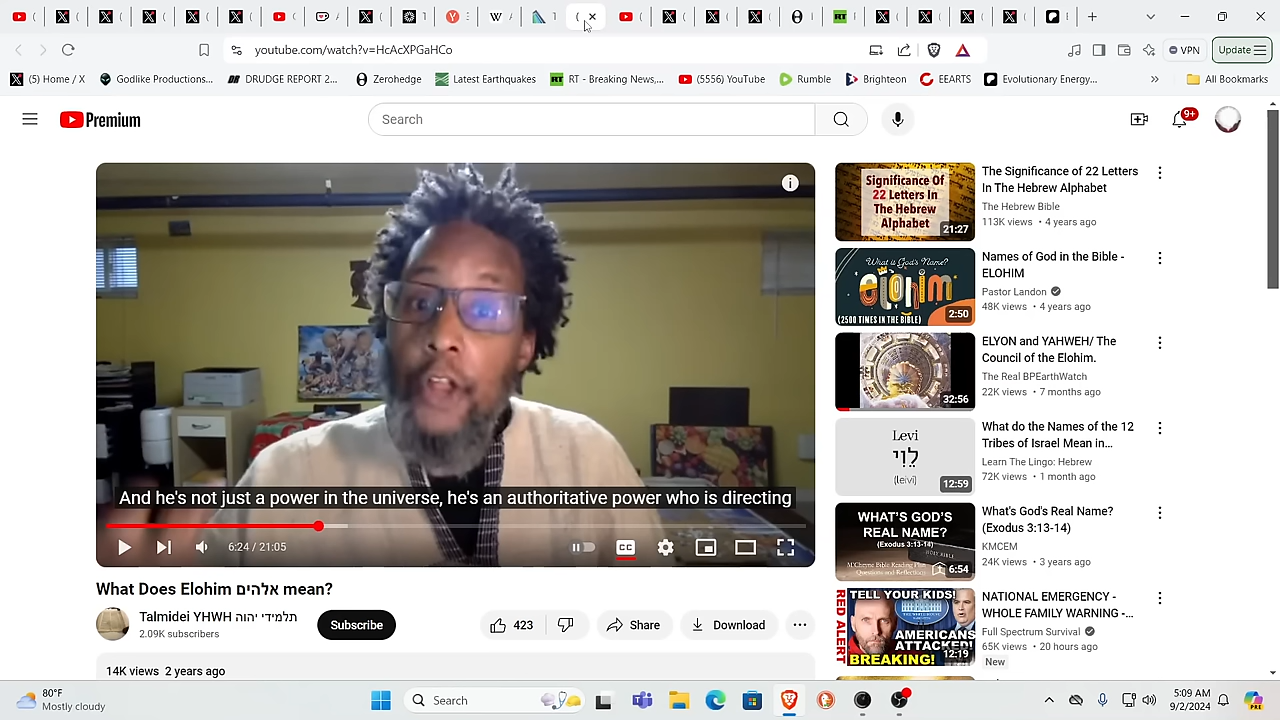 youtube.com/watch?v=HcAcXPGaHCo
VPN
Update
(5) Home / X
Godlike Productions...
DRUDGE REPORT 2...
Zerohedge
Latest Earthquakes
RT - Breaking News,...
(5556) YouTube
Rumble
Brighteon
EEARTS
Evolutionary Energy...
»
All Bookmarks
Premium
Search
9+
And he's not just a power in the universe, he's an authoritative power who is directing
6:24 / 21:05
CC
What Does Elohim אלהים mean?
Talmidei YHWH תלמידי יהוה
2.09K subscribers
Subscribe
423
Share
Download
14K views 2 years ago
Significance Of
22 Letters In
The Hebrew
Alphabet
21:27
The Significance of 22 Letters
In The Hebrew Alphabet
The Hebrew Bible
113K views • 4 years ago
What is God's Name?
ELOHIM
(2500 TIMES IN THE BIBLE)
2:50
Names of God in the Bible -
ELOHIM
Pastor Landon
48K views • 4 years ago
32:56
ELYON and YAHWEH/ The
Council of the Elohim.
The Real BPEarthWatch
22K views • 7 months ago
Levi
לֵוִי
(leivi)
12:59
What do the Names of the 12
Tribes of Israel Mean in...
Learn The Lingo: Hebrew
72K views • 1 month ago
WHAT'S GOD'S
REAL NAME?
(Exodus 3:13-14)
M'Cheyne Bible Reading Plan
Questions and Reflections
6:54
What's God's Real Name?
(Exodus 3:13-14)
KMCEM
24K views • 3 years ago
RED ALERT
TELL YOUR KIDS!
AMERICANS
ATTACKED!
BREAKING!
12:19
NATIONAL EMERGENCY -
WHOLE FAMILY WARNING -...
Full Spectrum Survival
65K views • 20 hours ago
New
80°F
Mostly cloudy
Search
5:09 AM
9/2/2024